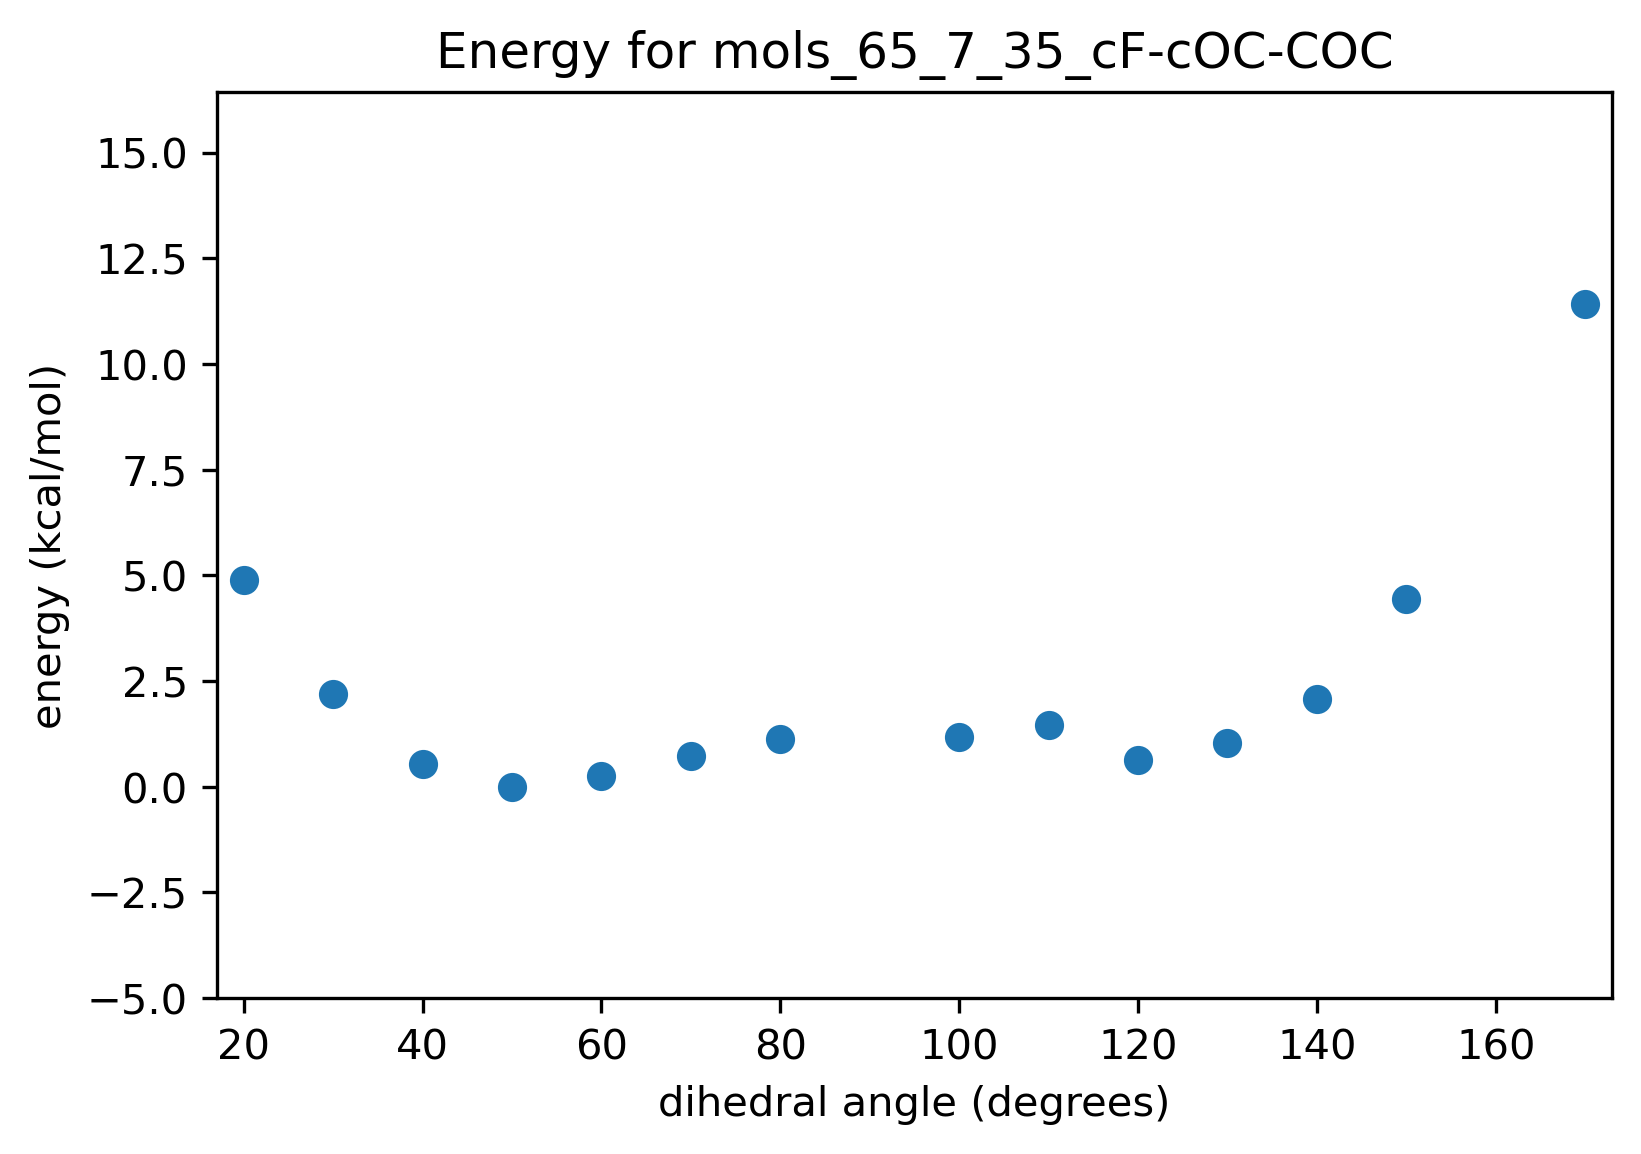 Energy for mols_65_7_35_cF-cOC-COC
15.0
12.5
10.0
7.5
5.0
2.5
0.0
−2.5
−5.0
energy (kcal/mol)
20 40 60 80 100 120 140 160
dihedral angle (degrees)